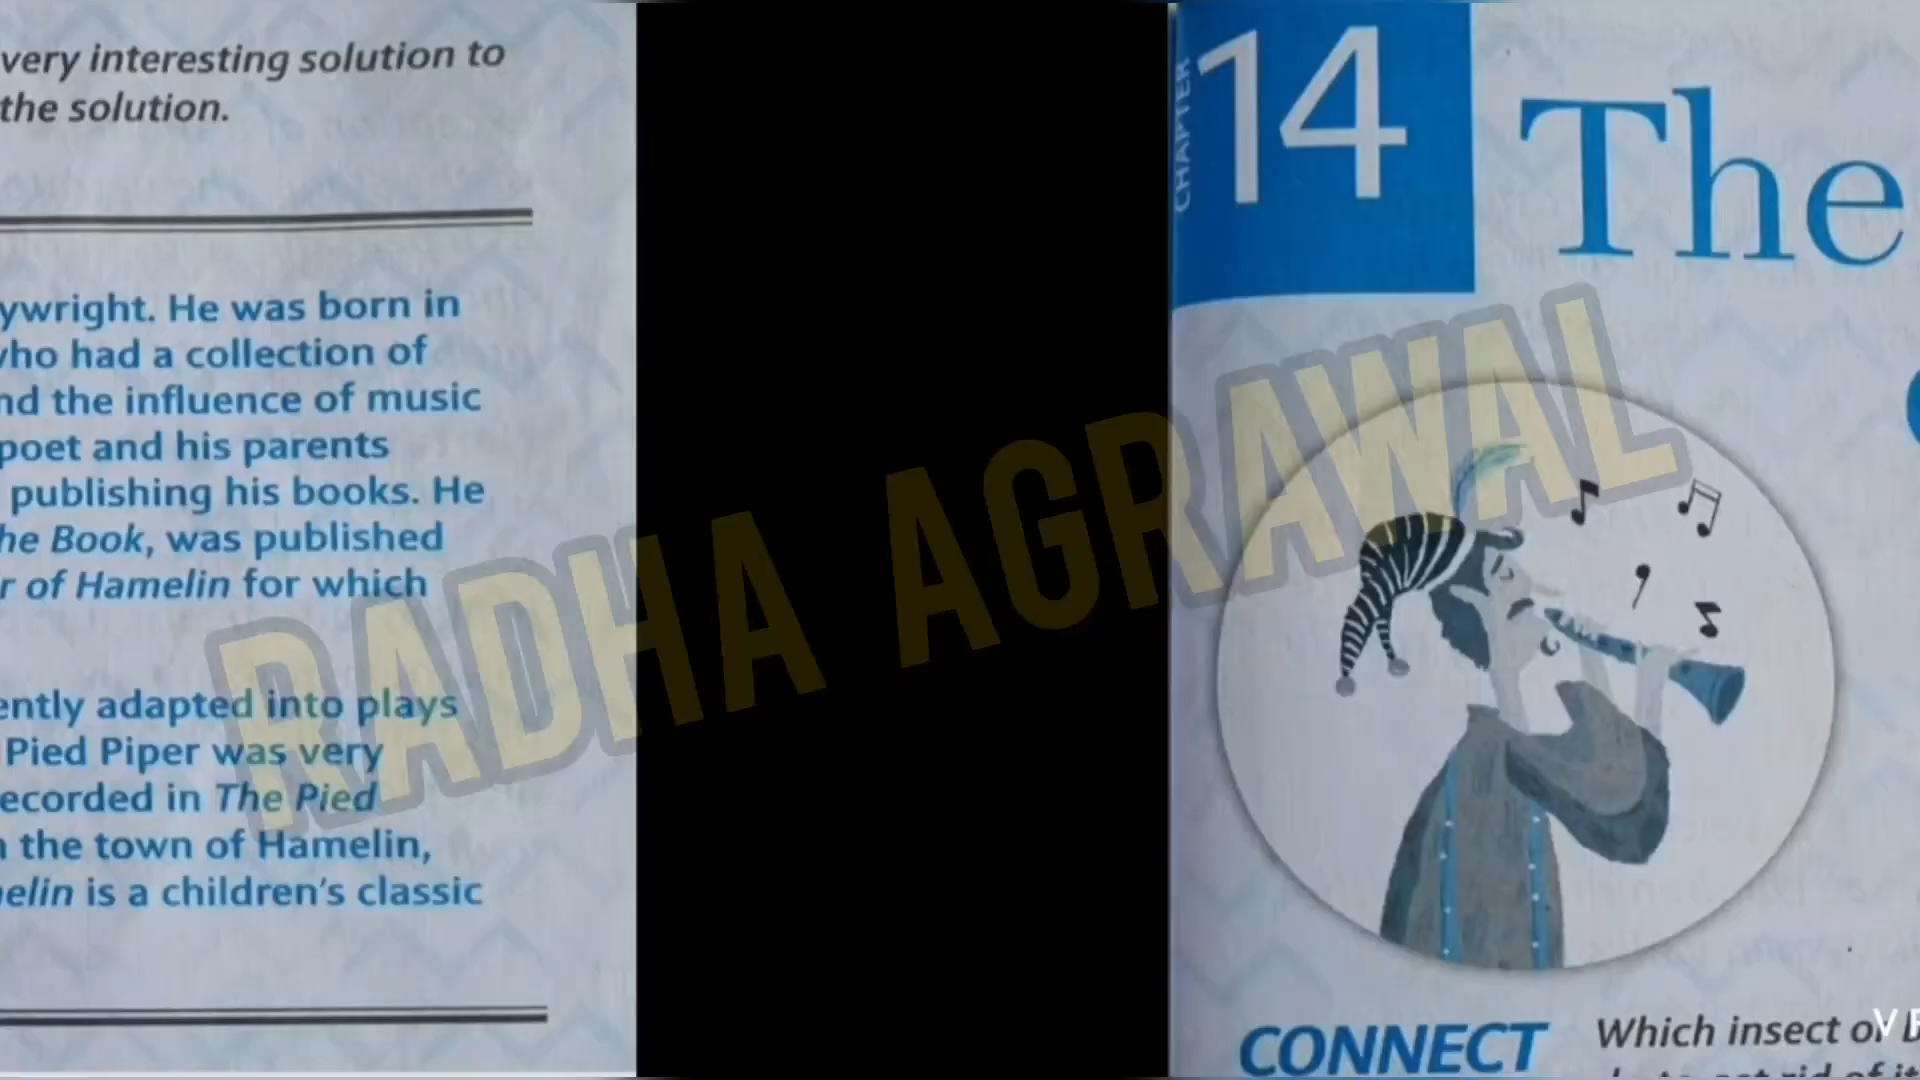 very interesting solution to
the solution.
ywright. He was born in
who had a collection of
nd the influence of music
poet and his parents
publishing his books. He
he Book, was published
r of Hamelin for which
ently adapted into plays
Pied Piper was very
ecorded in The Pied
the town of Hamelin,
elin is a children's classic
RADHA AGRAWAL
CHAPTER
14
The
CONNECT
Which insect or